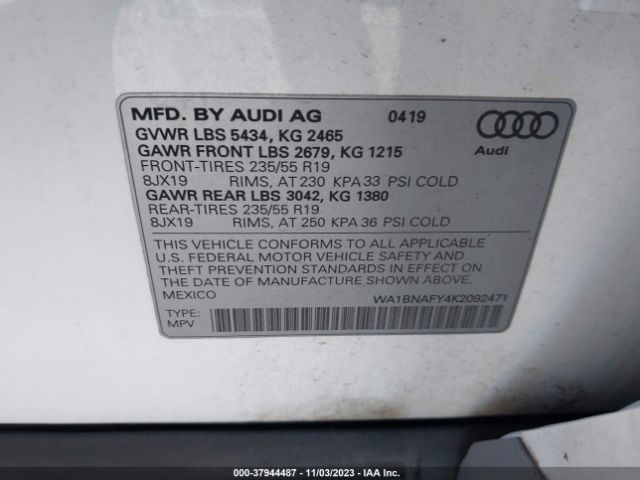 MFD. BY AUDI AG 0419
GVWR LBS 5434, KG 2465
GAWR FRONT LBS 2679, KG 1215
Audi
FRONT-TIRES 235/55 R19
8JX19 RIMS, AT 230 KPA 33 PSI COLD
GAWR REAR LBS 3042, KG 1380
REAR-TIRES 235/55 R19
8JX19 RIMS, AT 250 KPA 36 PSI COLD
THIS VEHICLE CONFORMS TO ALL APPLICABLE
U.S. FEDERAL MOTOR VEHICLE SAFETY AND
THEFT PREVENTION STANDARDS IN EFFECT ON
THE DATE OF MANUFACTURE SHOWN ABOVE.
MEXICO WA1BNAFY4K2092471
TYPE:
MPV
000-37944487 - 11/03/2023 - IAAI.COM